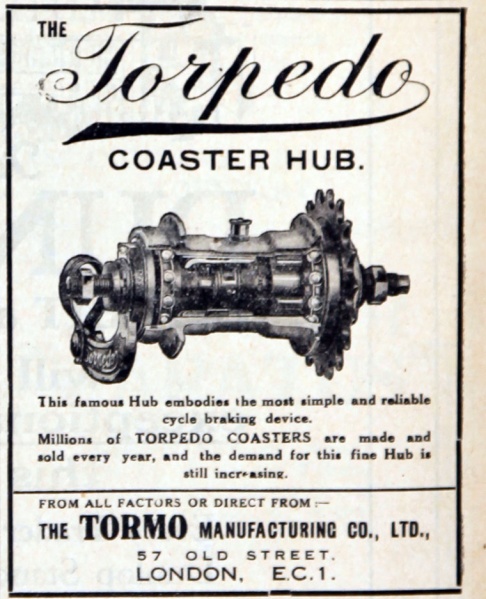 THE
Torpedo
COASTER HUB.
Torpedo
This famous Hub embodies the most simple and reliable
cycle braking device.
Millions of TORPEDO COASTERS are made and
sold every year, and the demand for this fine Hub is
still increasing.
FROM ALL FACTORS OR DIRECT FROM :—
THE TORMO MANUFACTURING CO., LTD.,
57 OLD STREET,
LONDON, E.C.1.